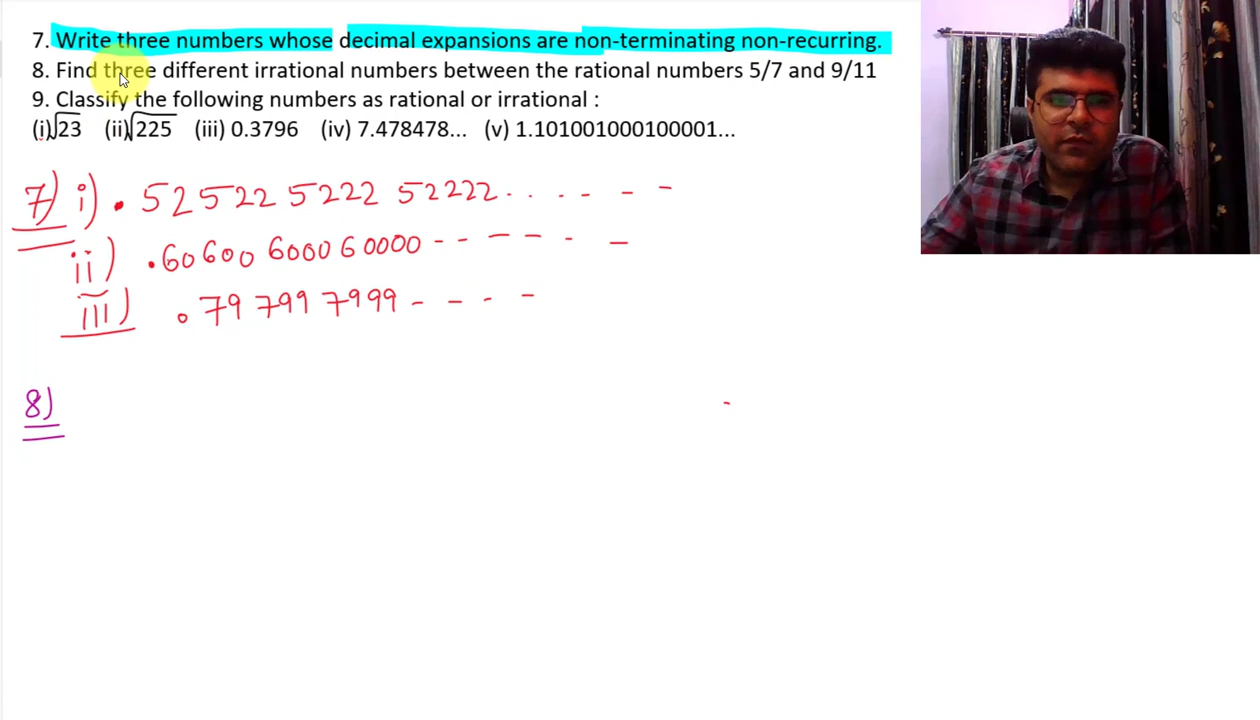 7. Write three numbers whose decimal expansions are non-terminating non-recurring.
8. Find three different irrational numbers between the rational numbers 5/7 and 9/11
9. Classify the following numbers as rational or irrational :
(i)√23 (ii)√225 (iii) 0.3796 (iv) 7.478478... (v) 1.101001000100001...
7) i) .52522522252222.........
ii) .60600600060000-------
iii) .797997999----
8)